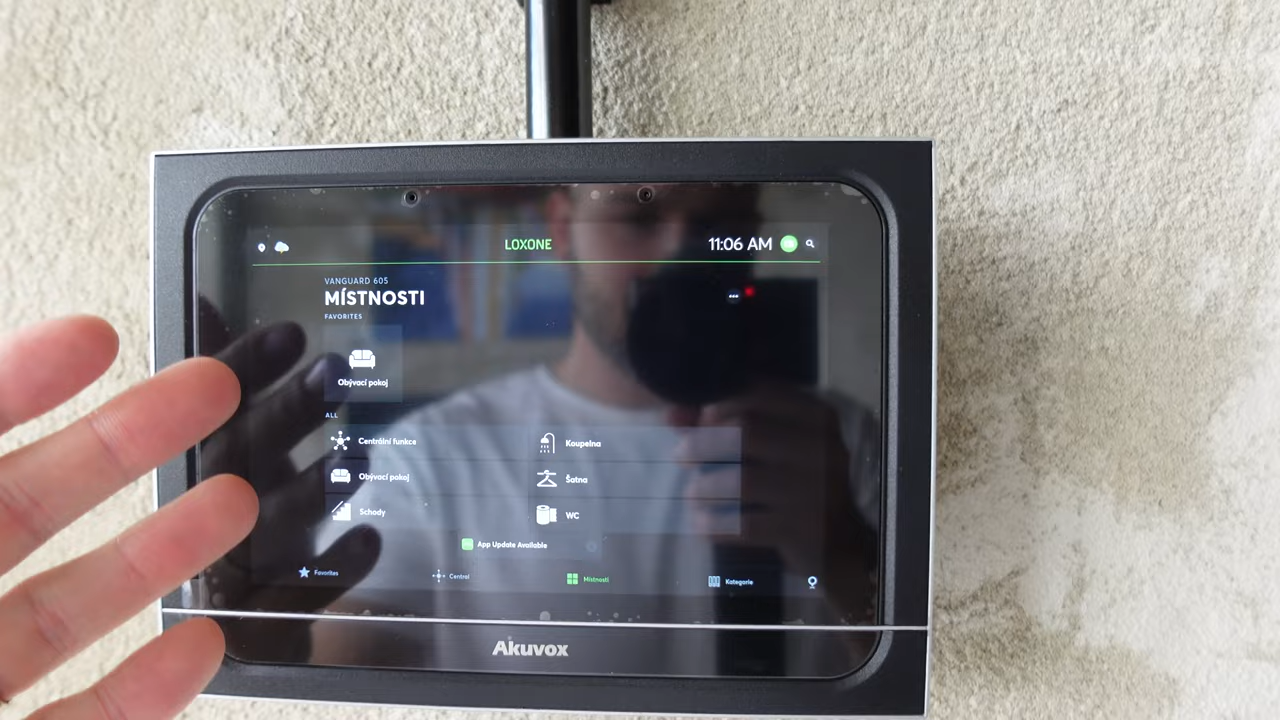 LOXONE
11:06 AM
VANGUARD 605
MÍSTNOSTI
FAVORITES
Obývací pokoj
ALL
Centrální funkce
Koupelna
Obývací pokoj
Šatna
Schody
WC
App Update Available
Favorites
Central
Místnosti
Kategorie
Akuvox